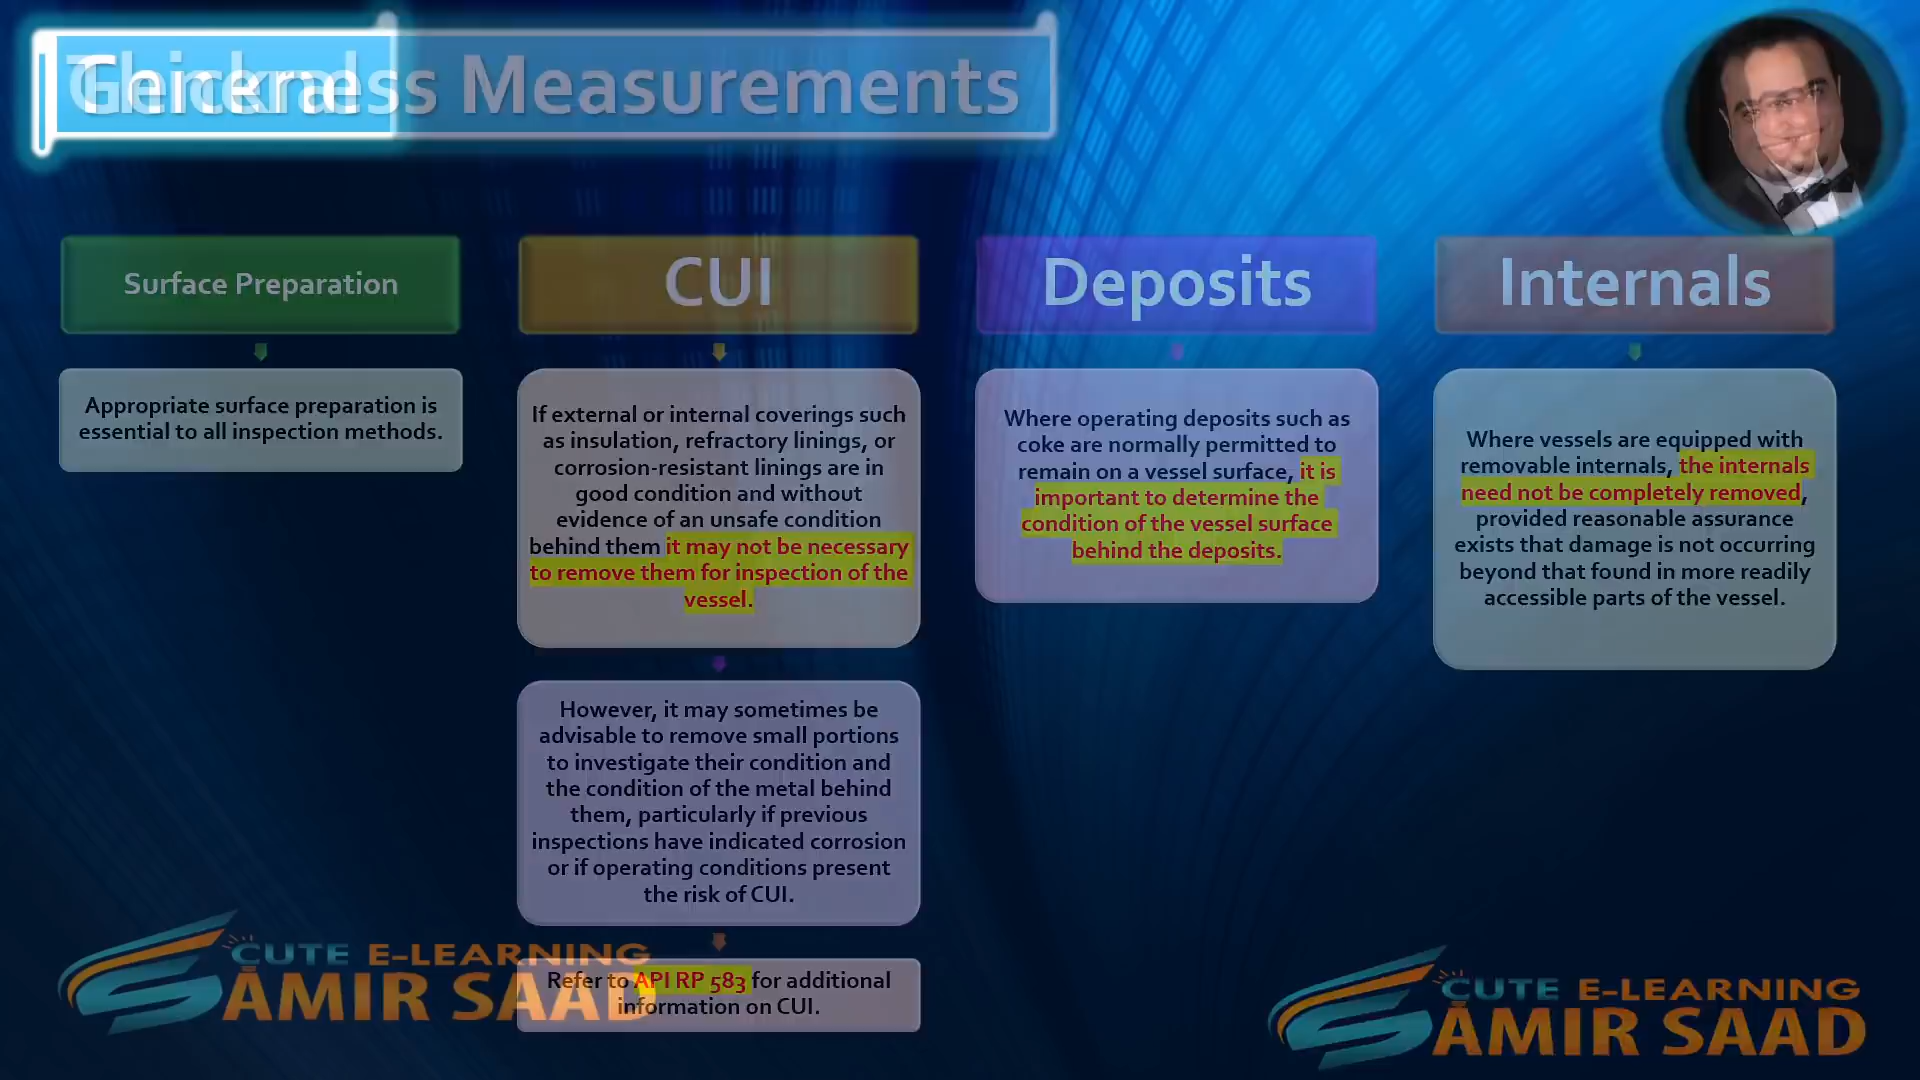 General
Thickness Measurements
Surface Preparation
Appropriate surface preparation is
essential to all inspection methods.
CUI
If external or internal coverings such
as insulation, refractory linings, or
corrosion-resistant linings are in
good condition and without
evidence of an unsafe condition
behind them it may not be necessary
to remove them for inspection of the
vessel.
However, it may sometimes be
advisable to remove small portions
to investigate their condition and
the condition of the metal behind
them, particularly if previous
inspections have indicated corrosion
or if operating conditions present
the risk of CUI.
Refer to API RP 583 for additional
information on CUI.
Deposits
Where operating deposits such as
coke are normally permitted to
remain on a vessel surface, it is
important to determine the
condition of the vessel surface
behind the deposits.
Internals
Where vessels are equipped with
removable internals, the internals
need not be completely removed,
provided reasonable assurance
exists that damage is not occurring
beyond that found in more readily
accessible parts of the vessel.
CUTE E-LEARNING
AMIR SAAD
CUTE E-LEARNING
AMIR SAAD